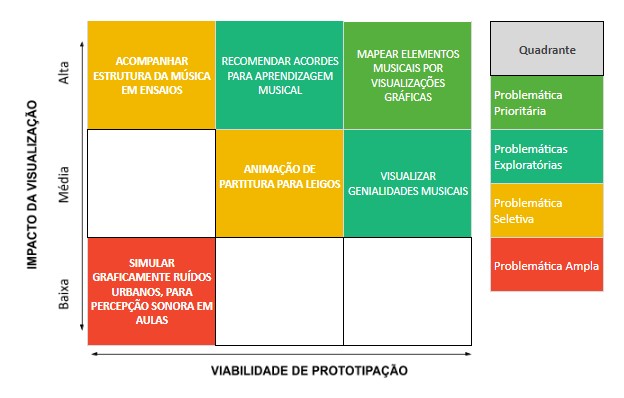 IMPACTO DA VISUALIZAÇÃO
Alta
Média
Baixa
ACOMPANHAR
ESTRUTURA DA MÚSICA
EM ENSAIOS
RECOMENDAR ACORDES
PARA APRENDIZAGEM
MUSICAL
MAPEAR ELEMENTOS
MUSICAIS POR
VISUALIZAÇÕES
GRÁFICAS
ANIMAÇÃO DE
PARTITURA PARA LEIGOS
VISUALIZAR
GENIALIDADES MUSICAIS
SIMULAR
GRAFICAMENTE RUÍDOS
URBANOS, PARA
PERCEPÇÃO SONORA EM
AULAS
VIABILIDADE DE PROTOTIPAÇÃO
Quadrante
Problemática
Prioritária
Problemáticas
Exploratórias
Problemática
Seletiva
Problemática Ampla